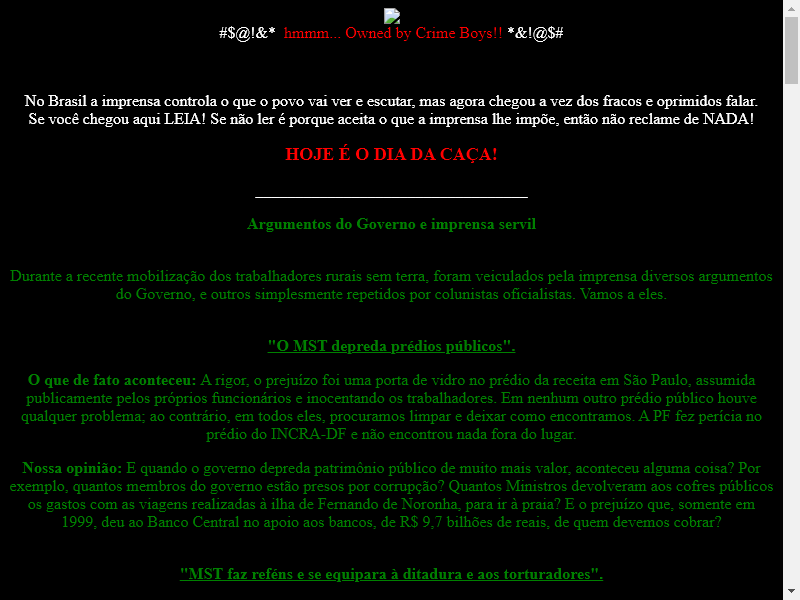 #$@!&* hmmm... Owned by Crime Boys!! *&!@$#
No Brasil a imprensa controla o que o povo vai ver e escutar, mas agora chegou a vez dos fracos e oprimidos falar.
Se você chegou aqui LEIA! Se não ler é porque aceita o que a imprensa lhe impõe, então não reclame de NADA!
HOJE É O DIA DA CAÇA!
Argumentos do Governo e imprensa servil
Durante a recente mobilização dos trabalhadores rurais sem terra, foram veiculados pela imprensa diversos argumentos
do Governo, e outros simplesmente repetidos por colunistas oficialistas. Vamos a eles.
"O MST depreda prédios públicos".
O que de fato aconteceu: A rigor, o prejuízo foi uma porta de vidro no prédio da receita em São Paulo, assumida
publicamente pelos próprios funcionários e inocentando os trabalhadores. Em nenhum outro prédio público houve
qualquer problema; ao contrário, em todos eles, procuramos limpar e deixar como encontramos. A PF fez perícia no
prédio do INCRA-DF e não encontrou nada fora do lugar.
Nossa opinião: E quando o governo depreda patrimônio público de muito mais valor, aconteceu alguma coisa? Por
exemplo, quantos membros do governo estão presos por corrupção? Quantos Ministros devolveram aos cofres públicos
os gastos com as viagens realizadas à ilha de Fernando de Noronha, para ir à praia? E o prejuízo que, somente em
1999, deu ao Banco Central no apoio aos bancos, de R$ 9,7 bilhões de reais, de quem devemos cobrar?
"MST faz reféns e se equipara à ditadura e aos torturadores".